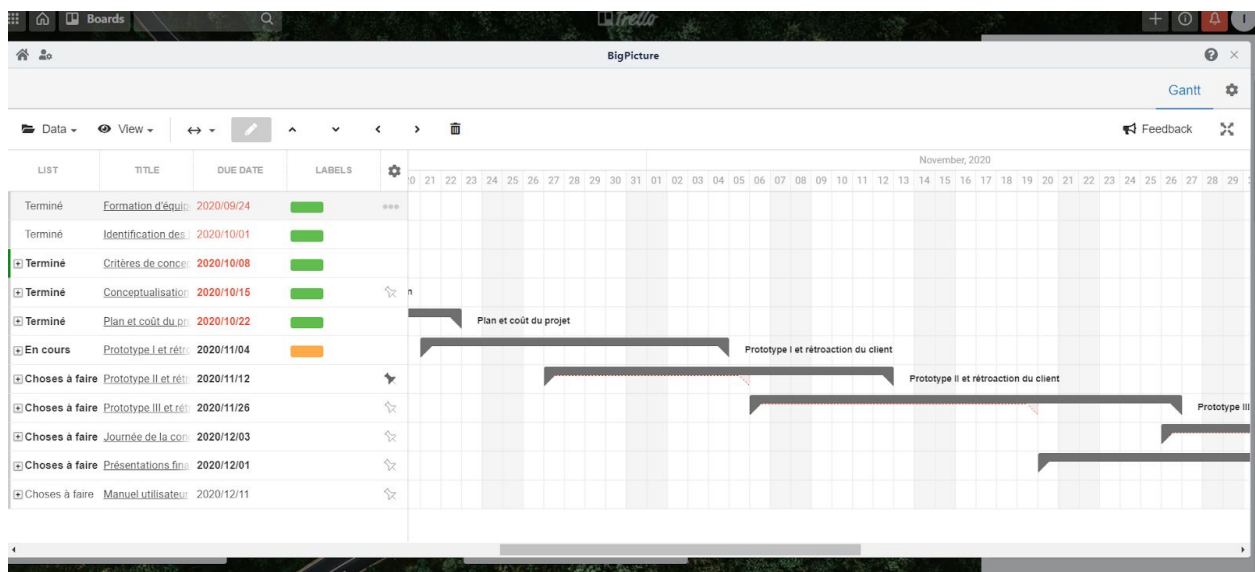 Boards Trello
BigPicture
Gantt
Data View Feedback
LIST TITLE DUE DATE LABELS November, 2020
0 21 22 23 24 25 26 27 28 29 30 31 01 02 03 04 05 06 07 08 09 10 11 12 13 14 15 16 17 18 19 20 21 22 23 24 25 26 27 28 29
Terminé Formation d'équip 2020/09/24
Terminé Identification des 2020/10/01
Terminé Critères de concep 2020/10/08
Terminé Conceptualisation 2020/10/15 n
Terminé Plan et coût du pr 2020/10/22 Plan et coût du projet
En cours Prototype I et rétro 2020/11/04 Prototype I et rétroaction du client
Choses à faire Prototype II et rétr 2020/11/12 Prototype II et rétroaction du client
Choses à faire Prototype III et rét 2020/11/26 Prototype III
Choses à faire Journée de la con 2020/12/03
Choses à faire Présentations fina 2020/12/01
Choses à faire Manuel utilisateur 2020/12/11